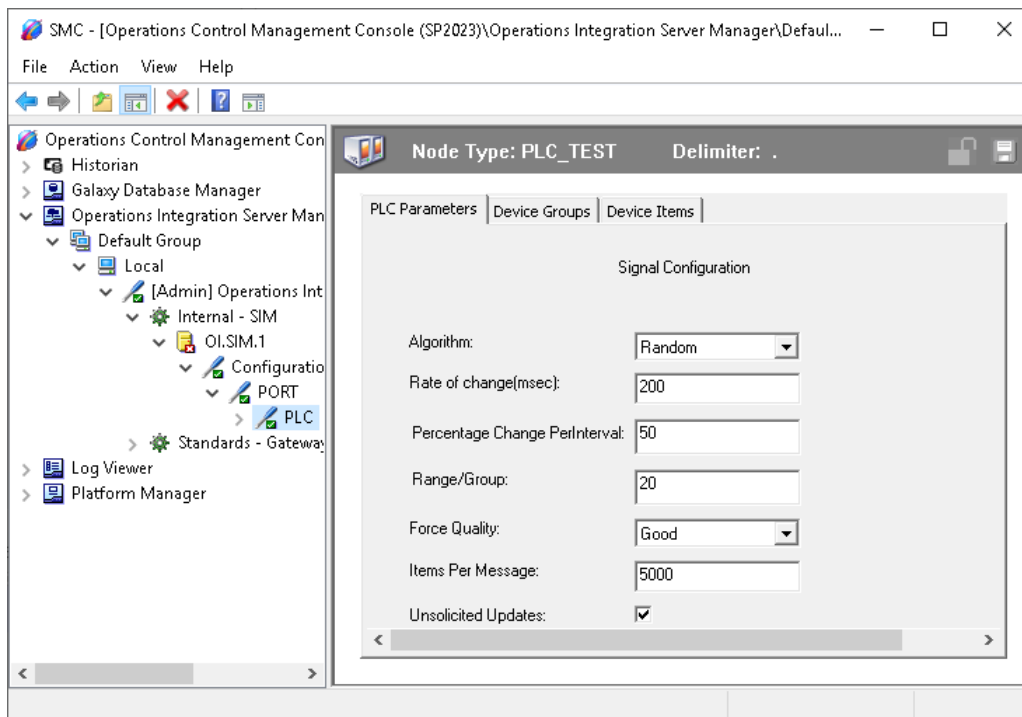 SMC - [Operations Control Management Console (SP2023)\Operations Integration Server Manager\Defaul...
File Action View Help
Operations Control Management Con
Historian
Galaxy Database Manager
Operations Integration Server Man
Default Group
Local
[Admin] Operations Int
Internal - SIM
OI.SIM.1
Configuratio
PORT
PLC
Standards - Gateway
Log Viewer
Platform Manager
Node Type: PLC_TEST Delimiter: .
PLC Parameters Device Groups Device Items
Signal Configuration
Algorithm: Random
Rate of change(msec): 200
Percentage Change PerInterval: 50
Range/Group: 20
Force Quality: Good
Items Per Message: 5000
Unsolicited Updates: